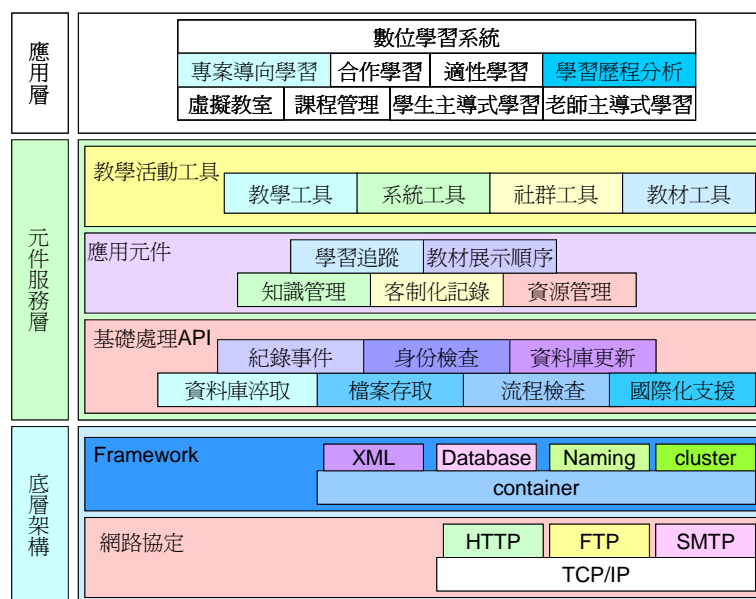 應用層
數位學習系統
專案導向學習 合作學習 適性學習 學習歷程分析
虛擬教室 課程管理 學生主導式學習 老師主導式學習
元件服務層
教學活動工具
教學工具 系統工具 社群工具 教材工具
應用元件
學習追蹤 教材展示順序
知識管理 客制化記錄 資源管理
基礎處理API
紀錄事件 身份檢查 資料庫更新
資料庫淬取 檔案存取 流程檢查 國際化支援
底層架構
Framework
XML Database Naming cluster
container
網路協定
HTTP FTP SMTP
TCP/IP